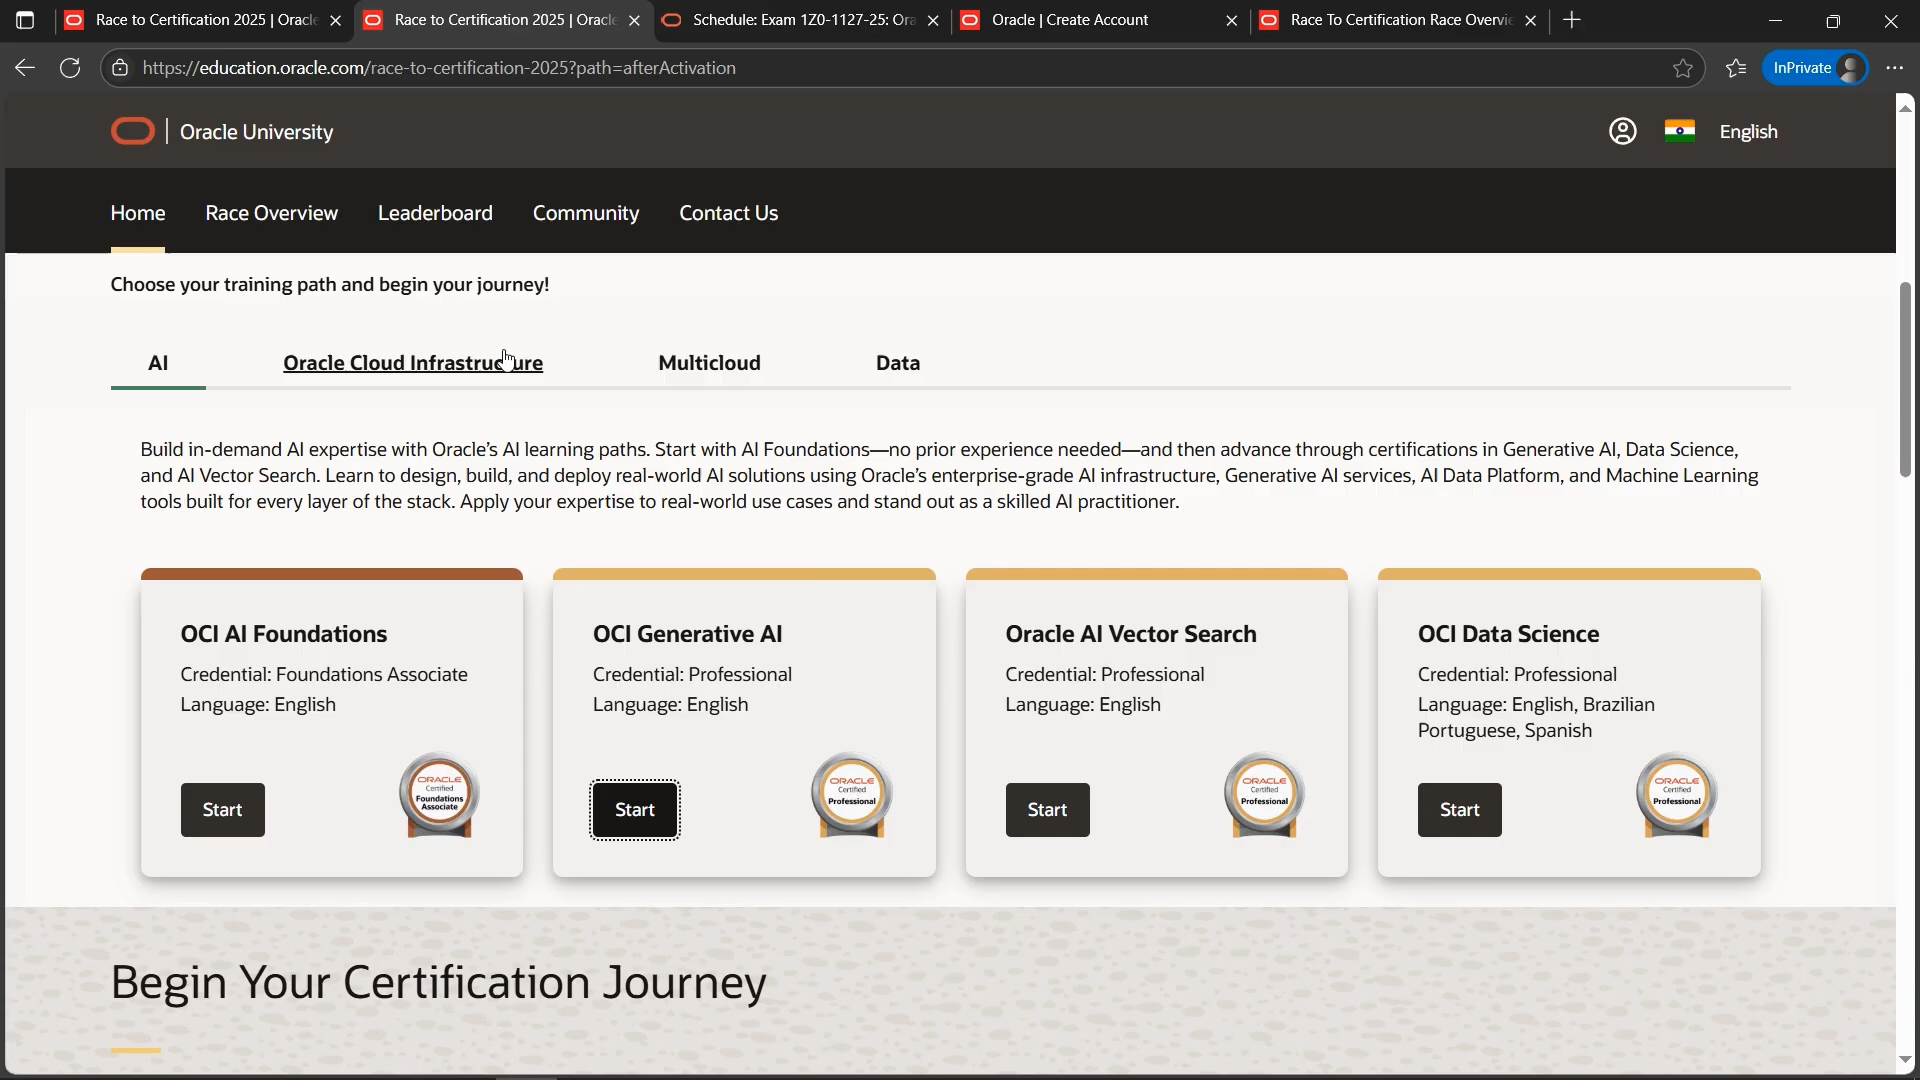 Race to Certification 2025 | Oracle
Race to Certification 2025 | Oracle
Schedule: Exam 1Z0-1127-25: Ora
Oracle | Create Account
Race To Certification Race Overvie
https://education.oracle.com/race-to-certification-2025?path=afterActivation
InPrivate
Oracle University
English
Home
Race Overview
Leaderboard
Community
Contact Us
Choose your training path and begin your journey!
AI
Oracle Cloud Infrastructure
Multicloud
Data
Build in-demand AI expertise with Oracle’s AI learning paths. Start with AI Foundations—no prior experience needed—and then advance through certifications in Generative AI, Data Science,
and AI Vector Search. Learn to design, build, and deploy real-world AI solutions using Oracle’s enterprise-grade AI infrastructure, Generative AI services, AI Data Platform, and Machine Learning
tools built for every layer of the stack. Apply your expertise to real-world use cases and stand out as a skilled AI practitioner.
OCI AI Foundations
Credential: Foundations Associate
Language: English
Start
ORACLE
Certified
Foundations
Associate
OCI Generative AI
Credential: Professional
Language: English
Start
ORACLE
Certified
Professional
Oracle AI Vector Search
Credential: Professional
Language: English
Start
ORACLE
Certified
Professional
OCI Data Science
Credential: Professional
Language: English, Brazilian
Portuguese, Spanish
Start
ORACLE
Certified
Professional
Begin Your Certification Journey